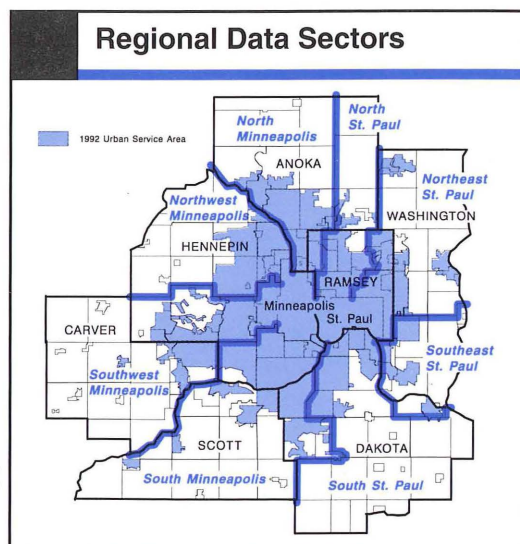 Regional Data Sectors
1992 Urban Service Area
North
Minneapolis
North
St. Paul
ANOKA
Northeast
St. Paul
Northwest
Minneapolis
WASHINGTON
HENNEPIN
RAMSEY
Minneapolis
St. Paul
CARVER
Southeast
St. Paul
Southwest
Minneapolis
SCOTT
DAKOTA
South Minneapolis
South St. Paul